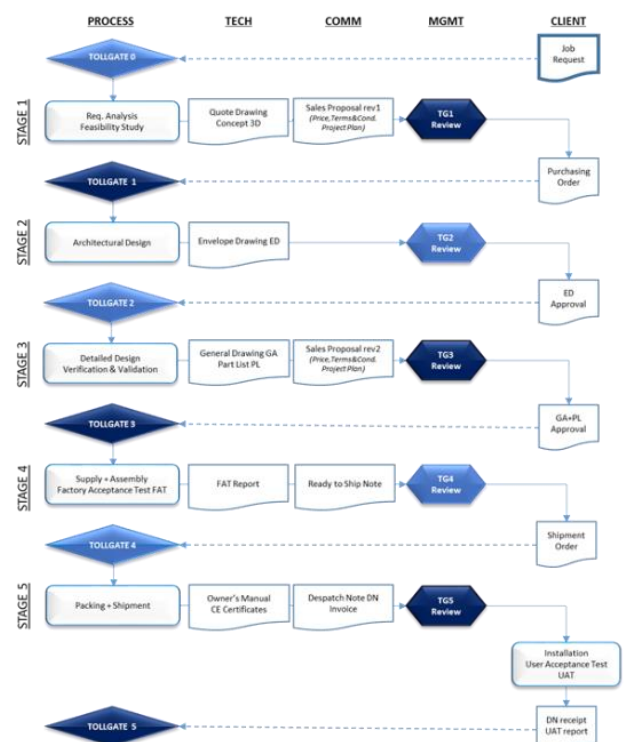 PROCESS TECH COMM MGMT CLIENT
TOLLGATE 0
Job
Request
STAGE 1
Req. Analysis
Feasibility Study
Quote Drawing
Concept 3D
Sales Proposal rev1
(Price,Terms&Cond.
Project Plan)
TG1
Review
TOLLGATE 1
Purchasing
Order
STAGE 2
Architectural Design
Envelope Drawing ED
TG2
Review
TOLLGATE 2
ED
Approval
STAGE 3
Detailed Design
Verification & Validation
General Drawing GA
Part List PL
Sales Proposal rev2
(Price,Terms&Cond.
Project Plan)
TG3
Review
TOLLGATE 3
GA+PL
Approval
STAGE 4
Supply + Assembly
Factory Acceptance Test FAT
FAT Report
Ready to Ship Note
TG4
Review
TOLLGATE 4
Shipment
Order
STAGE 5
Packing + Shipment
Owner's Manual
CE Certificates
Despatch Note DN
Invoice
TG5
Review
Installation
User Acceptance Test
UAT
TOLLGATE 5
DN receipt
UAT report